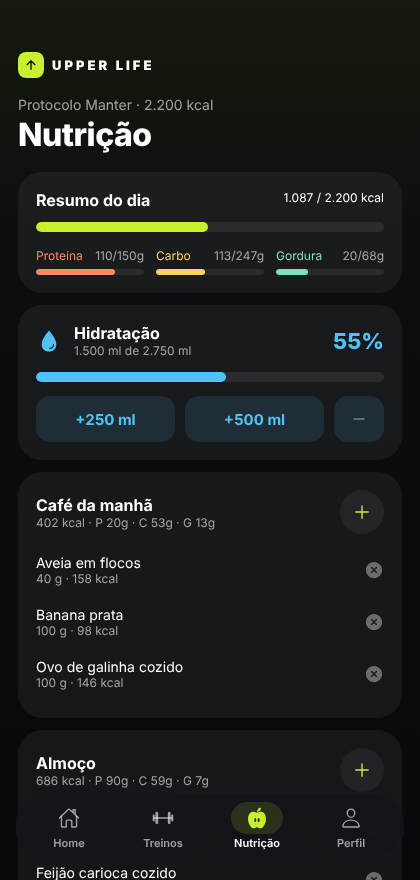 UPPER LIFE
Protocolo Manter · 2.200 kcal
Nutrição
Resumo do dia 1.087 / 2.200 kcal
Proteína 110/150g Carbo 113/247g Gordura 20/68g
Hidratação
1.500 ml de 2.750 ml
55%
+250 ml +500 ml −
Café da manhã
402 kcal · P 20g · C 53g · G 13g
Aveia em flocos
40 g · 158 kcal
Banana prata
100 g · 98 kcal
Ovo de galinha cozido
100 g · 146 kcal
Almoço
686 kcal · P 90g · C 59g · G 7g
Home Treinos Nutrição Perfil
Feijão carioca cozido